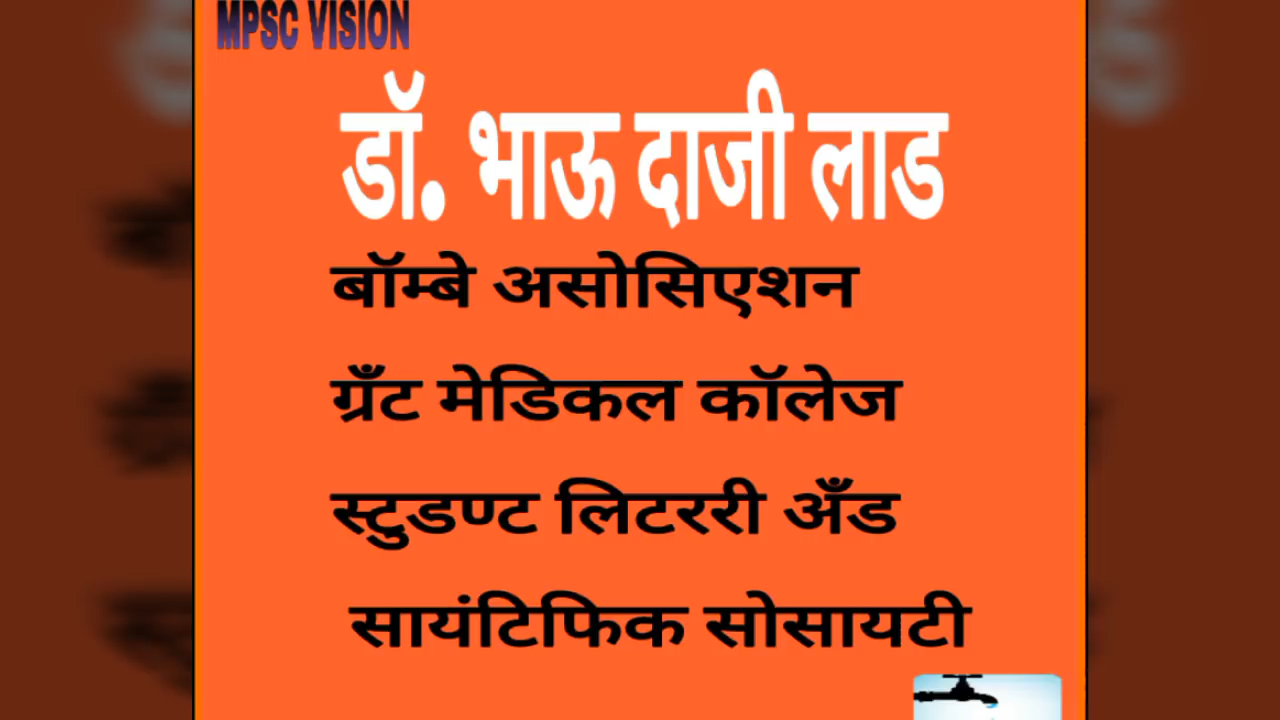 MPSC VISION
डॉ. भाऊ दाजी लाड
बॉम्बे असोसिएशन
ग्रँट मेडिकल कॉलेज
स्टुडण्ट लिटररी अँड
सायंटिफिक सोसायटी